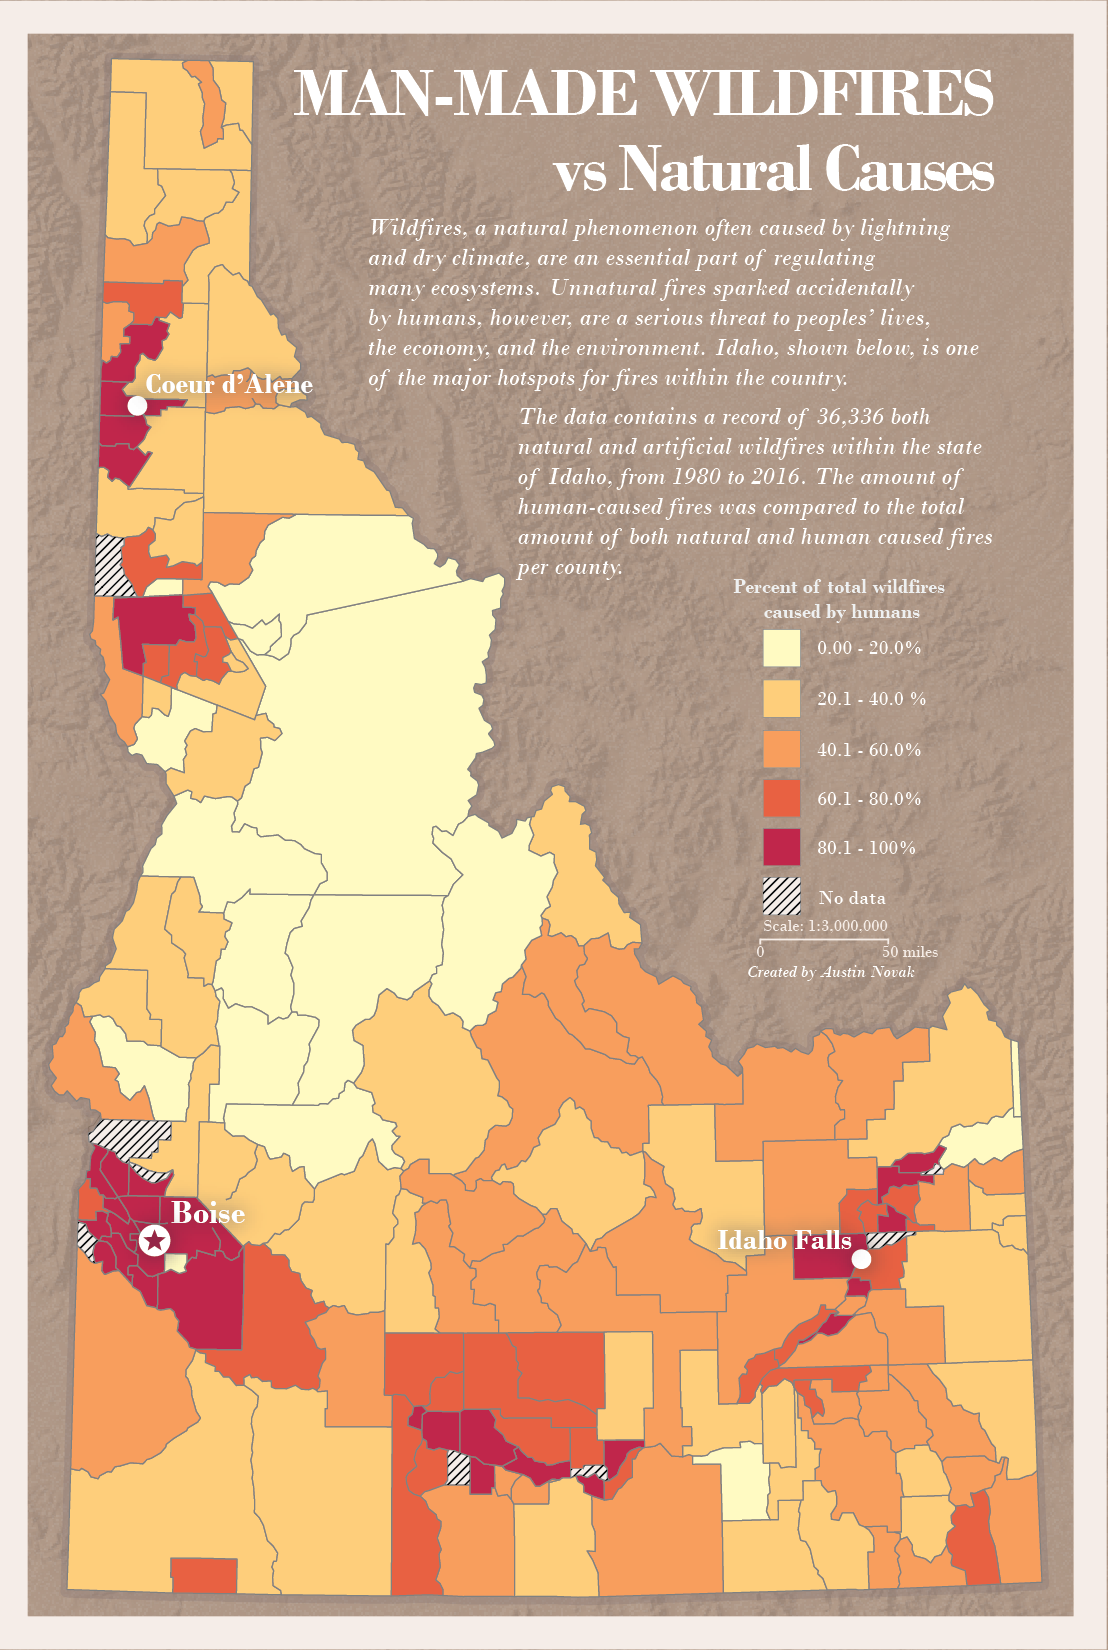 MAN-MADE WILDFIRES
vs Natural Causes
Wildfires, a natural phenomenon often caused by lightning
and dry climate, are an essential part of regulating
many ecosystems. Unnatural fires sparked accidentally
by humans, however, are a serious threat to peoples' lives,
the economy, and the environment. Idaho, shown below, is one
of the major hotspots for fires within the country.
The data contains a record of 36,336 both
natural and artificial wildfires within the state
of Idaho, from 1980 to 2016. The amount of
human-caused fires was compared to the total
amount of both natural and human caused fires
per county.
Coeur d'Alene
Percent of total wildfires
caused by humans
0.00 - 20.0%
20.1 - 40.0 %
40.1 - 60.0%
60.1 - 80.0%
80.1 - 100%
No data
Scale: 1:3,000,000
0 50 miles
Created by Austin Novak
Boise
Idaho Falls